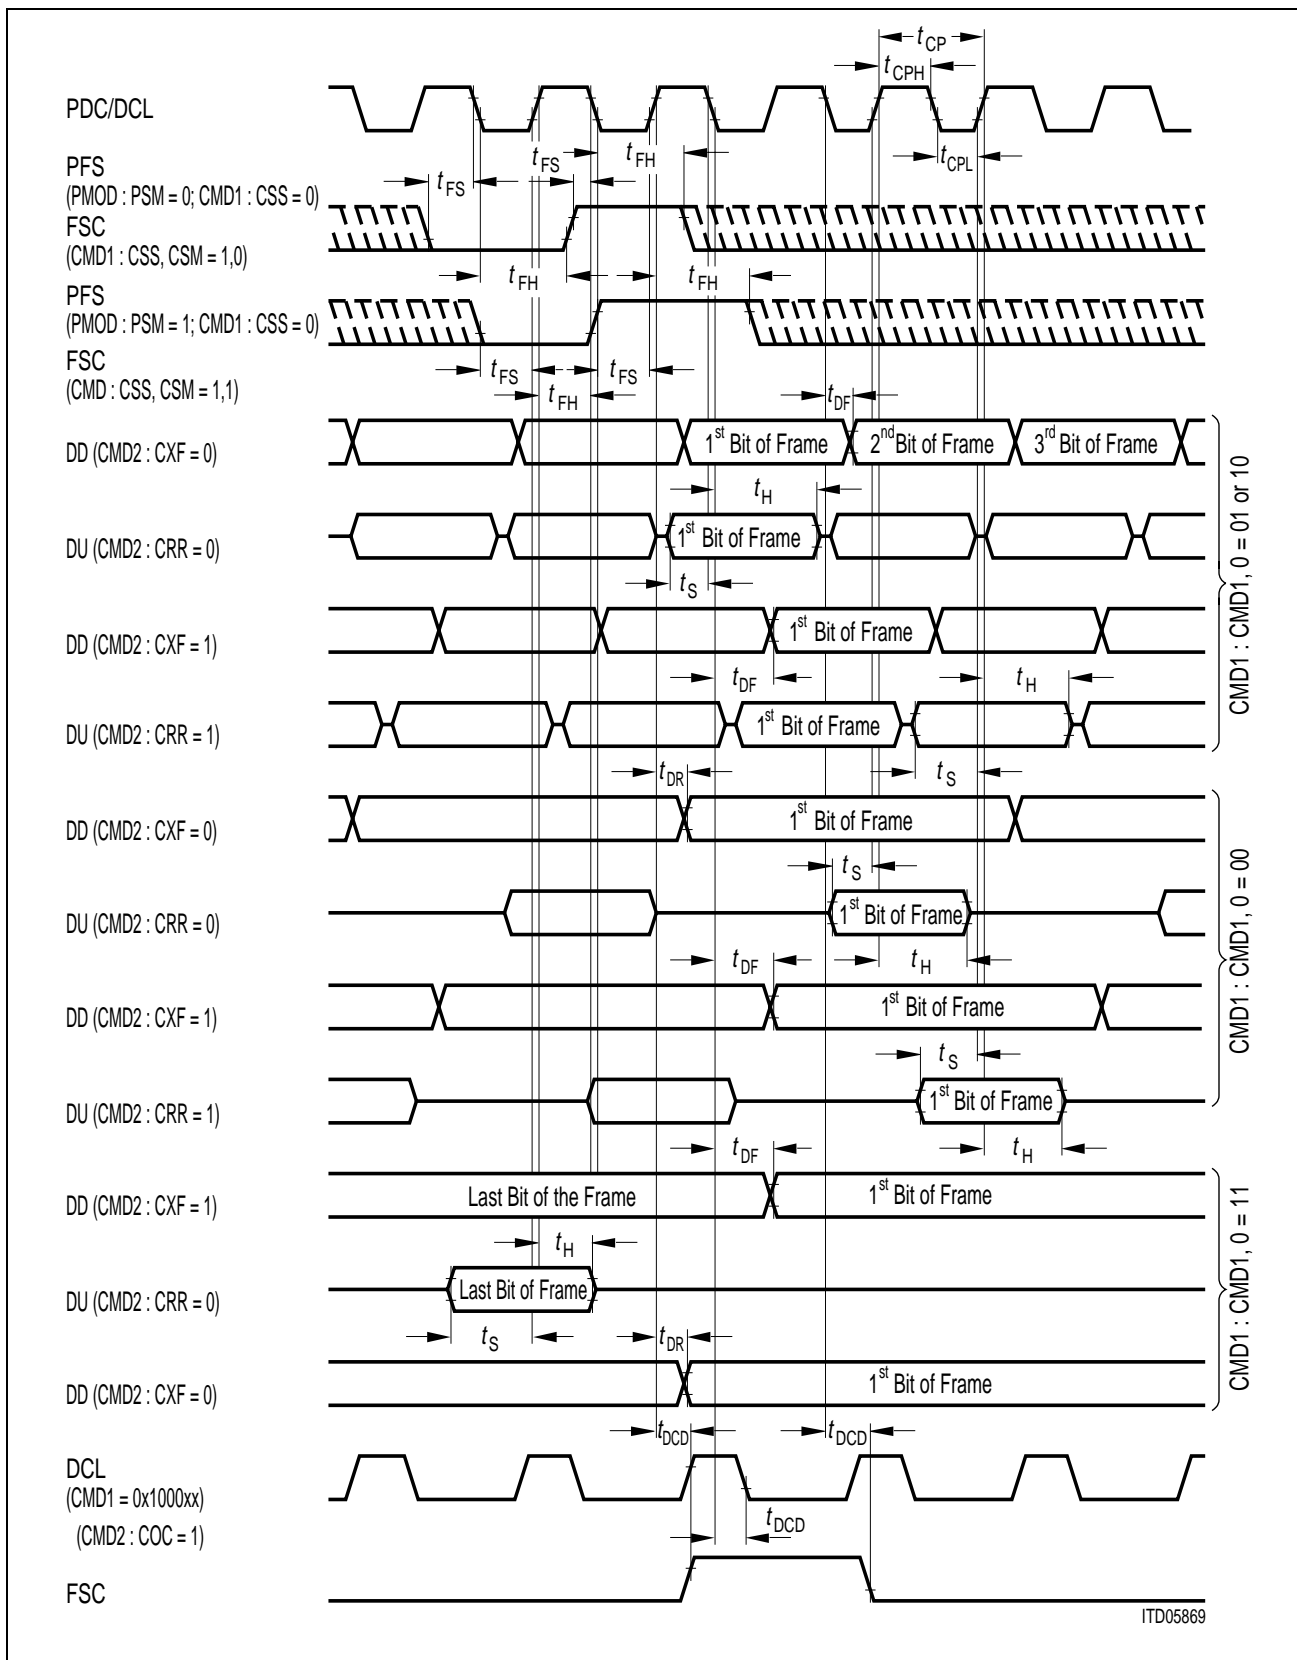 tCP
tCPH
PDC/DCL
tCPL
PFS
(PMOD : PSM = 0; CMD1 : CSS = 0)
tFS
tFS
tFH
FSC
(CMD1 : CSS, CSM = 1,0)
tFH
tFH
PFS
(PMOD : PSM = 1; CMD1 : CSS = 0)
FSC
(CMD : CSS, CSM = 1,1)
tFS
tFS
tFH
tDF
DD (CMD2 : CXF = 0)
1st Bit of Frame
2nd Bit of Frame
3rd Bit of Frame
tH
DU (CMD2 : CRR = 0)
1st Bit of Frame
tS
CMD1 : CMD1, 0 = 01 or 10
DD (CMD2 : CXF = 1)
1st Bit of Frame
tDF
tH
DU (CMD2 : CRR = 1)
1st Bit of Frame
tDR
tS
DD (CMD2 : CXF = 0)
1st Bit of Frame
tS
DU (CMD2 : CRR = 0)
1st Bit of Frame
CMD1 : CMD1, 0 = 00
tDF
tH
DD (CMD2 : CXF = 1)
1st Bit of Frame
tS
DU (CMD2 : CRR = 1)
1st Bit of Frame
tDF
tH
DD (CMD2 : CXF = 1)
Last Bit of the Frame
1st Bit of Frame
tH
DU (CMD2 : CRR = 0)
Last Bit of Frame
CMD1 : CMD1, 0 = 11
tS
tDR
DD (CMD2 : CXF = 0)
1st Bit of Frame
tDCD
tDCD
DCL
(CMD1 = 0x1000xx)
(CMD2 : COC = 1)
tDCD
FSC
ITD05869